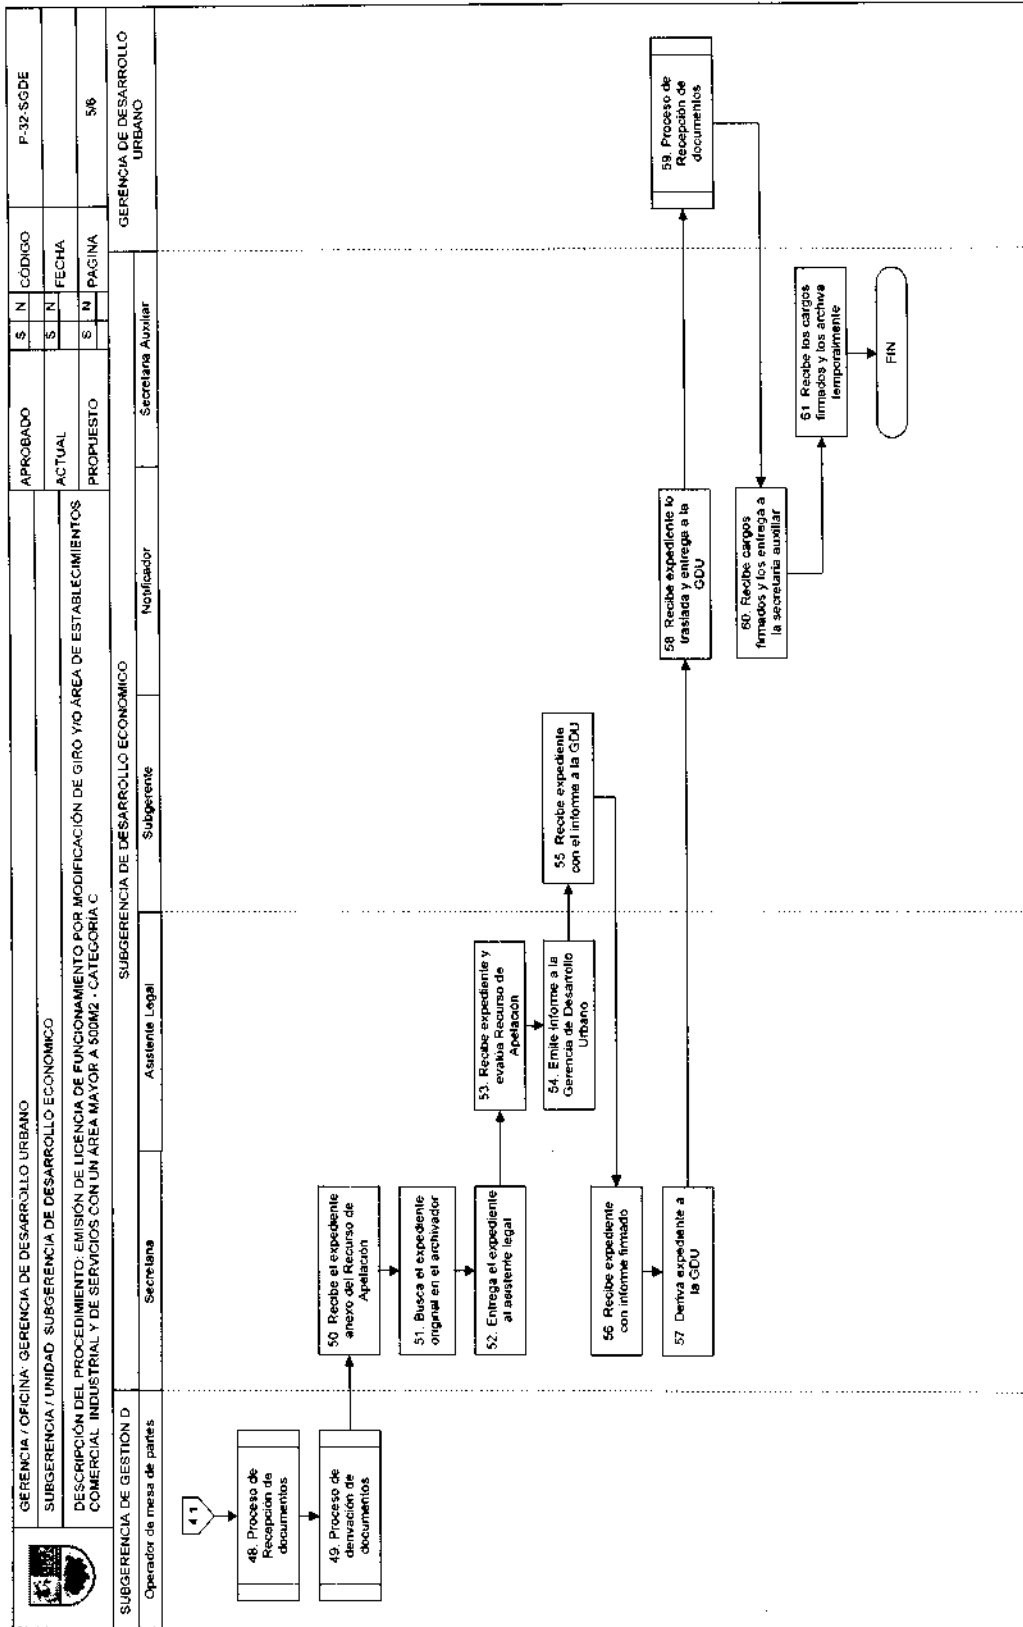 GERENCIA / OFICINA: GERENCIA DE DESARROLLO URBANO
APROBADO
S N
CÓDIGO
P-32-SGDE
SUBGERENCIA / UNIDAD SUBGERENCIA DE DESARROLLO ECONOMICO
ACTUAL
S N
FECHA
DESCRIPCIÓN DEL PROCEDIMIENTO: EMISIÓN DE LICENCIA DE FUNCIONAMIENTO POR MODIFICACIÓN DE GIRO Y/O ÁREA DE ESTABLECIMIENTOS
COMERCIAL INDUSTRIAL Y DE SERVICIOS CON UN ÁREA MAYOR A 500M2 - CATEGORÍA C
PROPUESTO
S N
PAGINA
5/6
SUBGERENCIA DE GESTION D
SUBGERENCIA DE DESARROLLO ECONOMICO
GERENCIA DE DESARROLLO
URBANO
Operador de mesa de partes
Secretaria
Asistente Legal
Subgerente
Notificador
Secretaria Auxiliar
48. Proceso de
Recepción de
documentos
49. Proceso de
derivación de
documentos
50 Recibe el expediente
anexo del Recurso de
Apelación
51. Busca el expediente
original en el archivador
52. Entrega el expediente
al asistente legal
53. Recibe expediente y
evalúa Recurso de
Apelación
54. Emite Informe a la
Gerencia de Desarrollo
Urbano
55 Recibe expediente
con el informe a la GDU
56 Recibe expediente
con informe firmado
57 Deriva expediente a
la GDU
58 Recibe expediente lo
traslada y entrega a la
GDU
59. Proceso de
Recepción de
documentos
60. Recibe cargos
firmados y los entrega a
la secretaria auxiliar
61 Recibe los cargos
firmados y los archiva
temporalmente
FIN